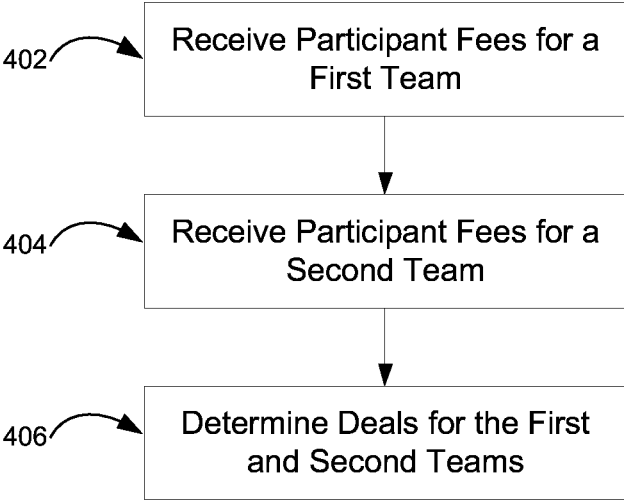 402
Receive Participant Fees for a
First Team
404
Receive Participant Fees for a
Second Team
406
Determine Deals for the First
and Second Teams